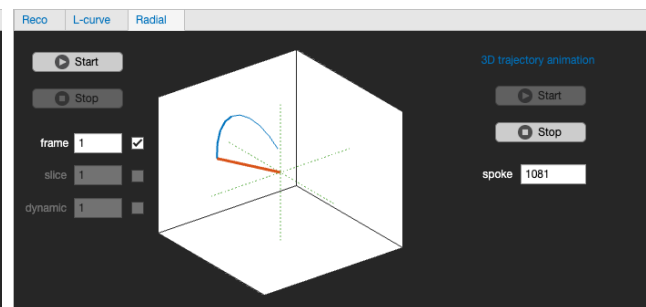 Reco L-curve Radial
Start
Stop
frame 1
slice 1
dynamic 1
3D trajectory animation
Start
Stop
spoke 1081